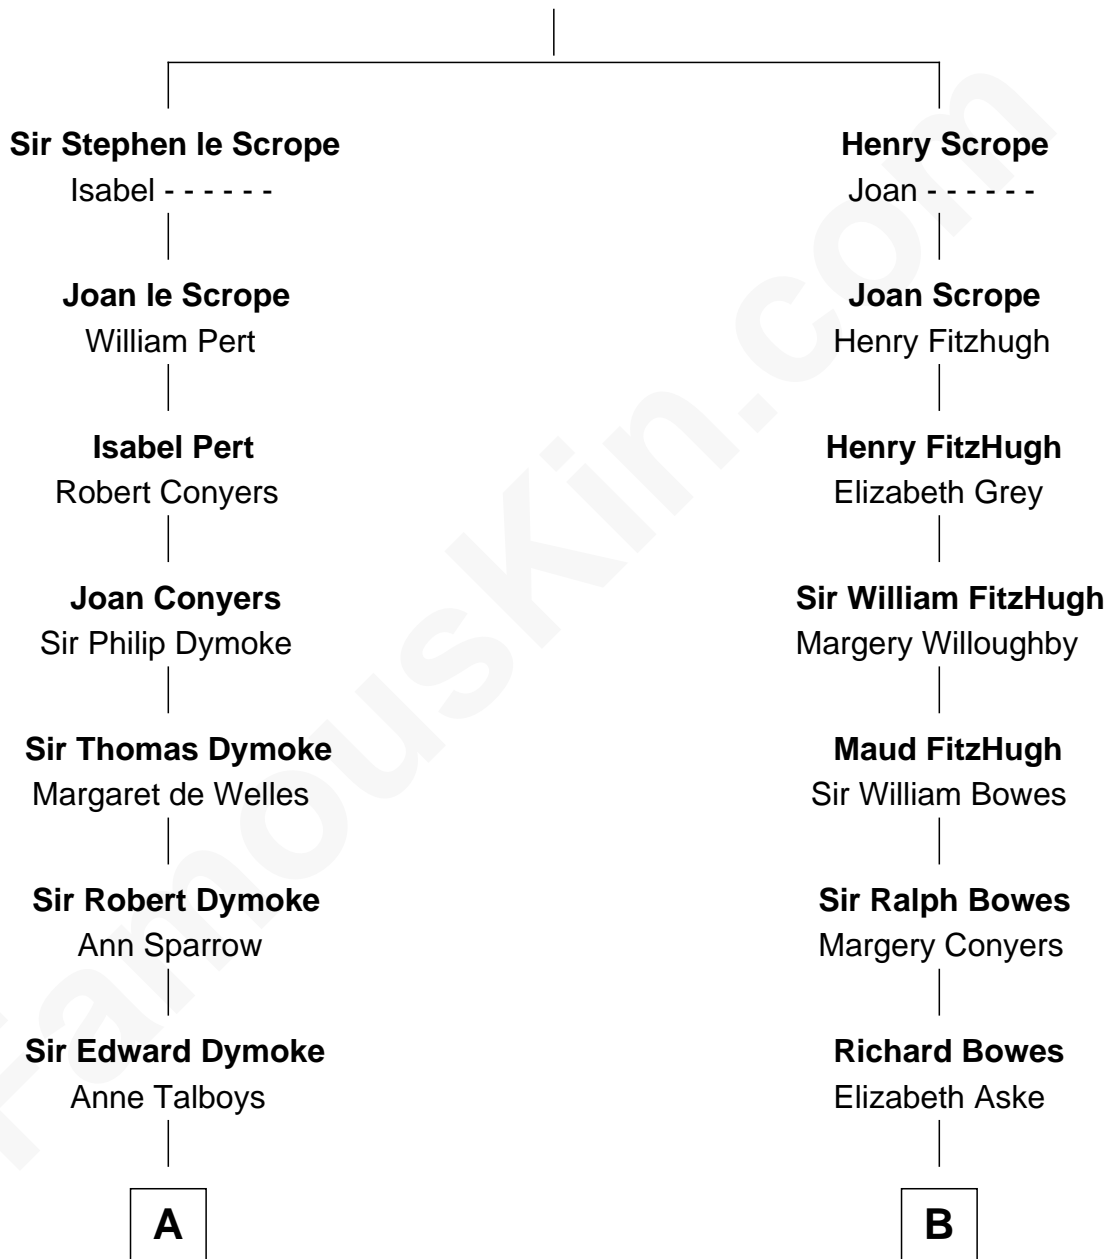 Sir Stephen le Scrope
Isabel - - - - - -
Joan le Scrope
William Pert
Isabel Pert
Robert Conyers
Joan Conyers
Sir Philip Dymoke
Sir Thomas Dymoke
Margaret de Welles
Sir Robert Dymoke
Ann Sparrow
Sir Edward Dymoke
Anne Talboys
A
Henry Scrope
Joan - - - - - -
Joan Scrope
Henry Fitzhugh
Henry FitzHugh
Elizabeth Grey
Sir William FitzHugh
Margery Willoughby
Maud FitzHugh
Sir William Bowes
Sir Ralph Bowes
Margery Conyers
Richard Bowes
Elizabeth Aske
B
FamousKin.com